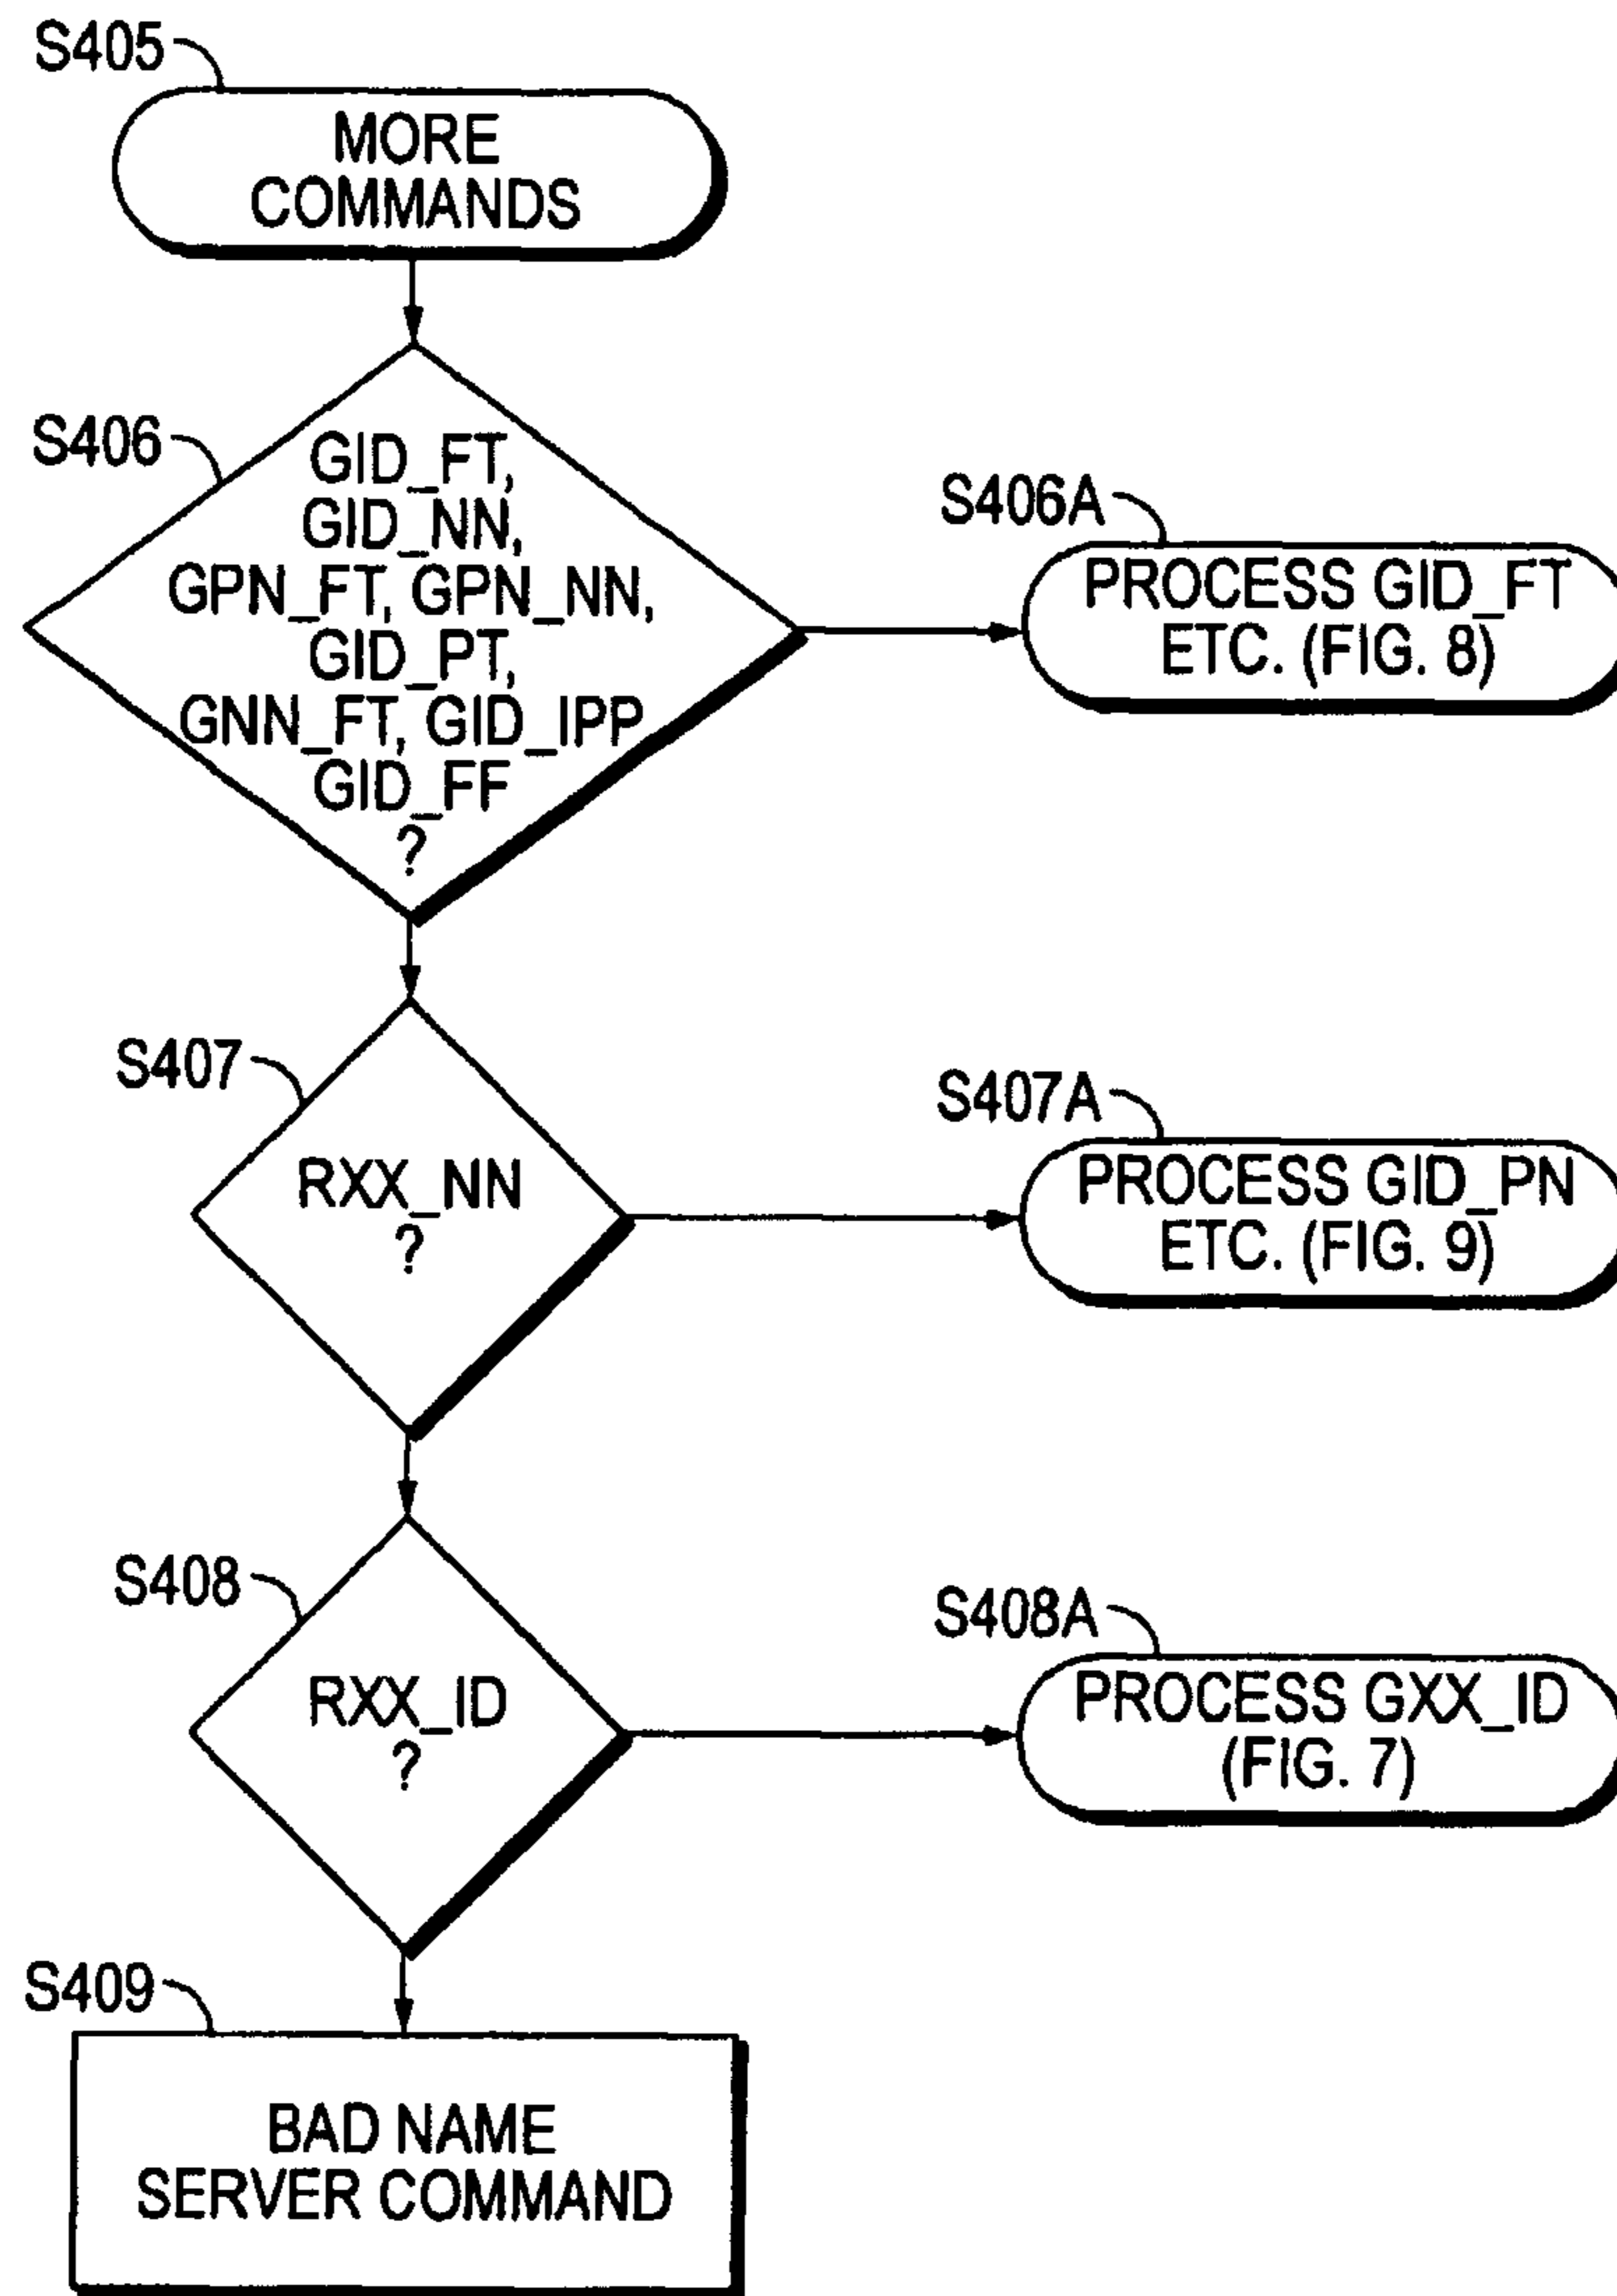 S405
MORE
COMMANDS
S406
GID_FT,
GID_NN,
GPN_FT, GPN_NN,
GID_PT,
GNN_FT, GID_IPP
GID_FF
?
S406A
PROCESS GID_FT
ETC. (FIG. 8)
S407
RXX_NN
?
S407A
PROCESS GID_PN
ETC. (FIG. 9)
S408
RXX_ID
?
S408A
PROCESS GXX_ID
(FIG. 7)
S409
BAD NAME
SERVER COMMAND